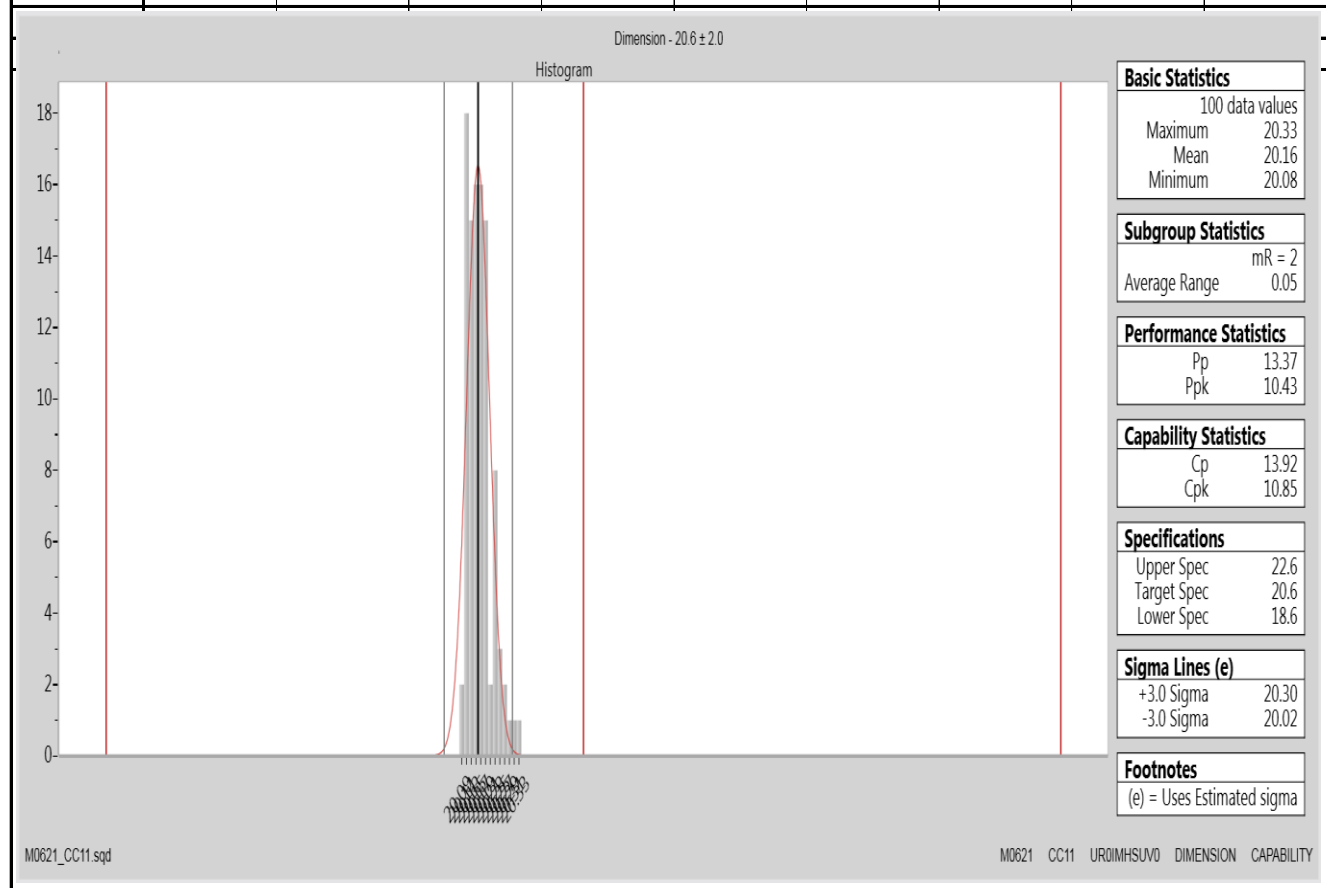 Dimension - 20.6 ± 2.0
Histogram
18
16
14
12
10
8
6
4
2
0
Basic Statistics
100 data values
Maximum 20.33
Mean 20.16
Minimum 20.08
Subgroup Statistics
mR = 2
Average Range 0.05
Performance Statistics
Pp 13.37
Ppk 10.43
Capability Statistics
Cp 13.92
Cpk 10.85
Specifications
Upper Spec 22.6
Target Spec 20.6
Lower Spec 18.6
Sigma Lines (e)
+3.0 Sigma 20.30
-3.0 Sigma 20.02
Footnotes
(e) = Uses Estimated sigma
M0621_CC11.sqd
M0621 CC11 UR0IMHSUV0 DIMENSION CAPABILITY